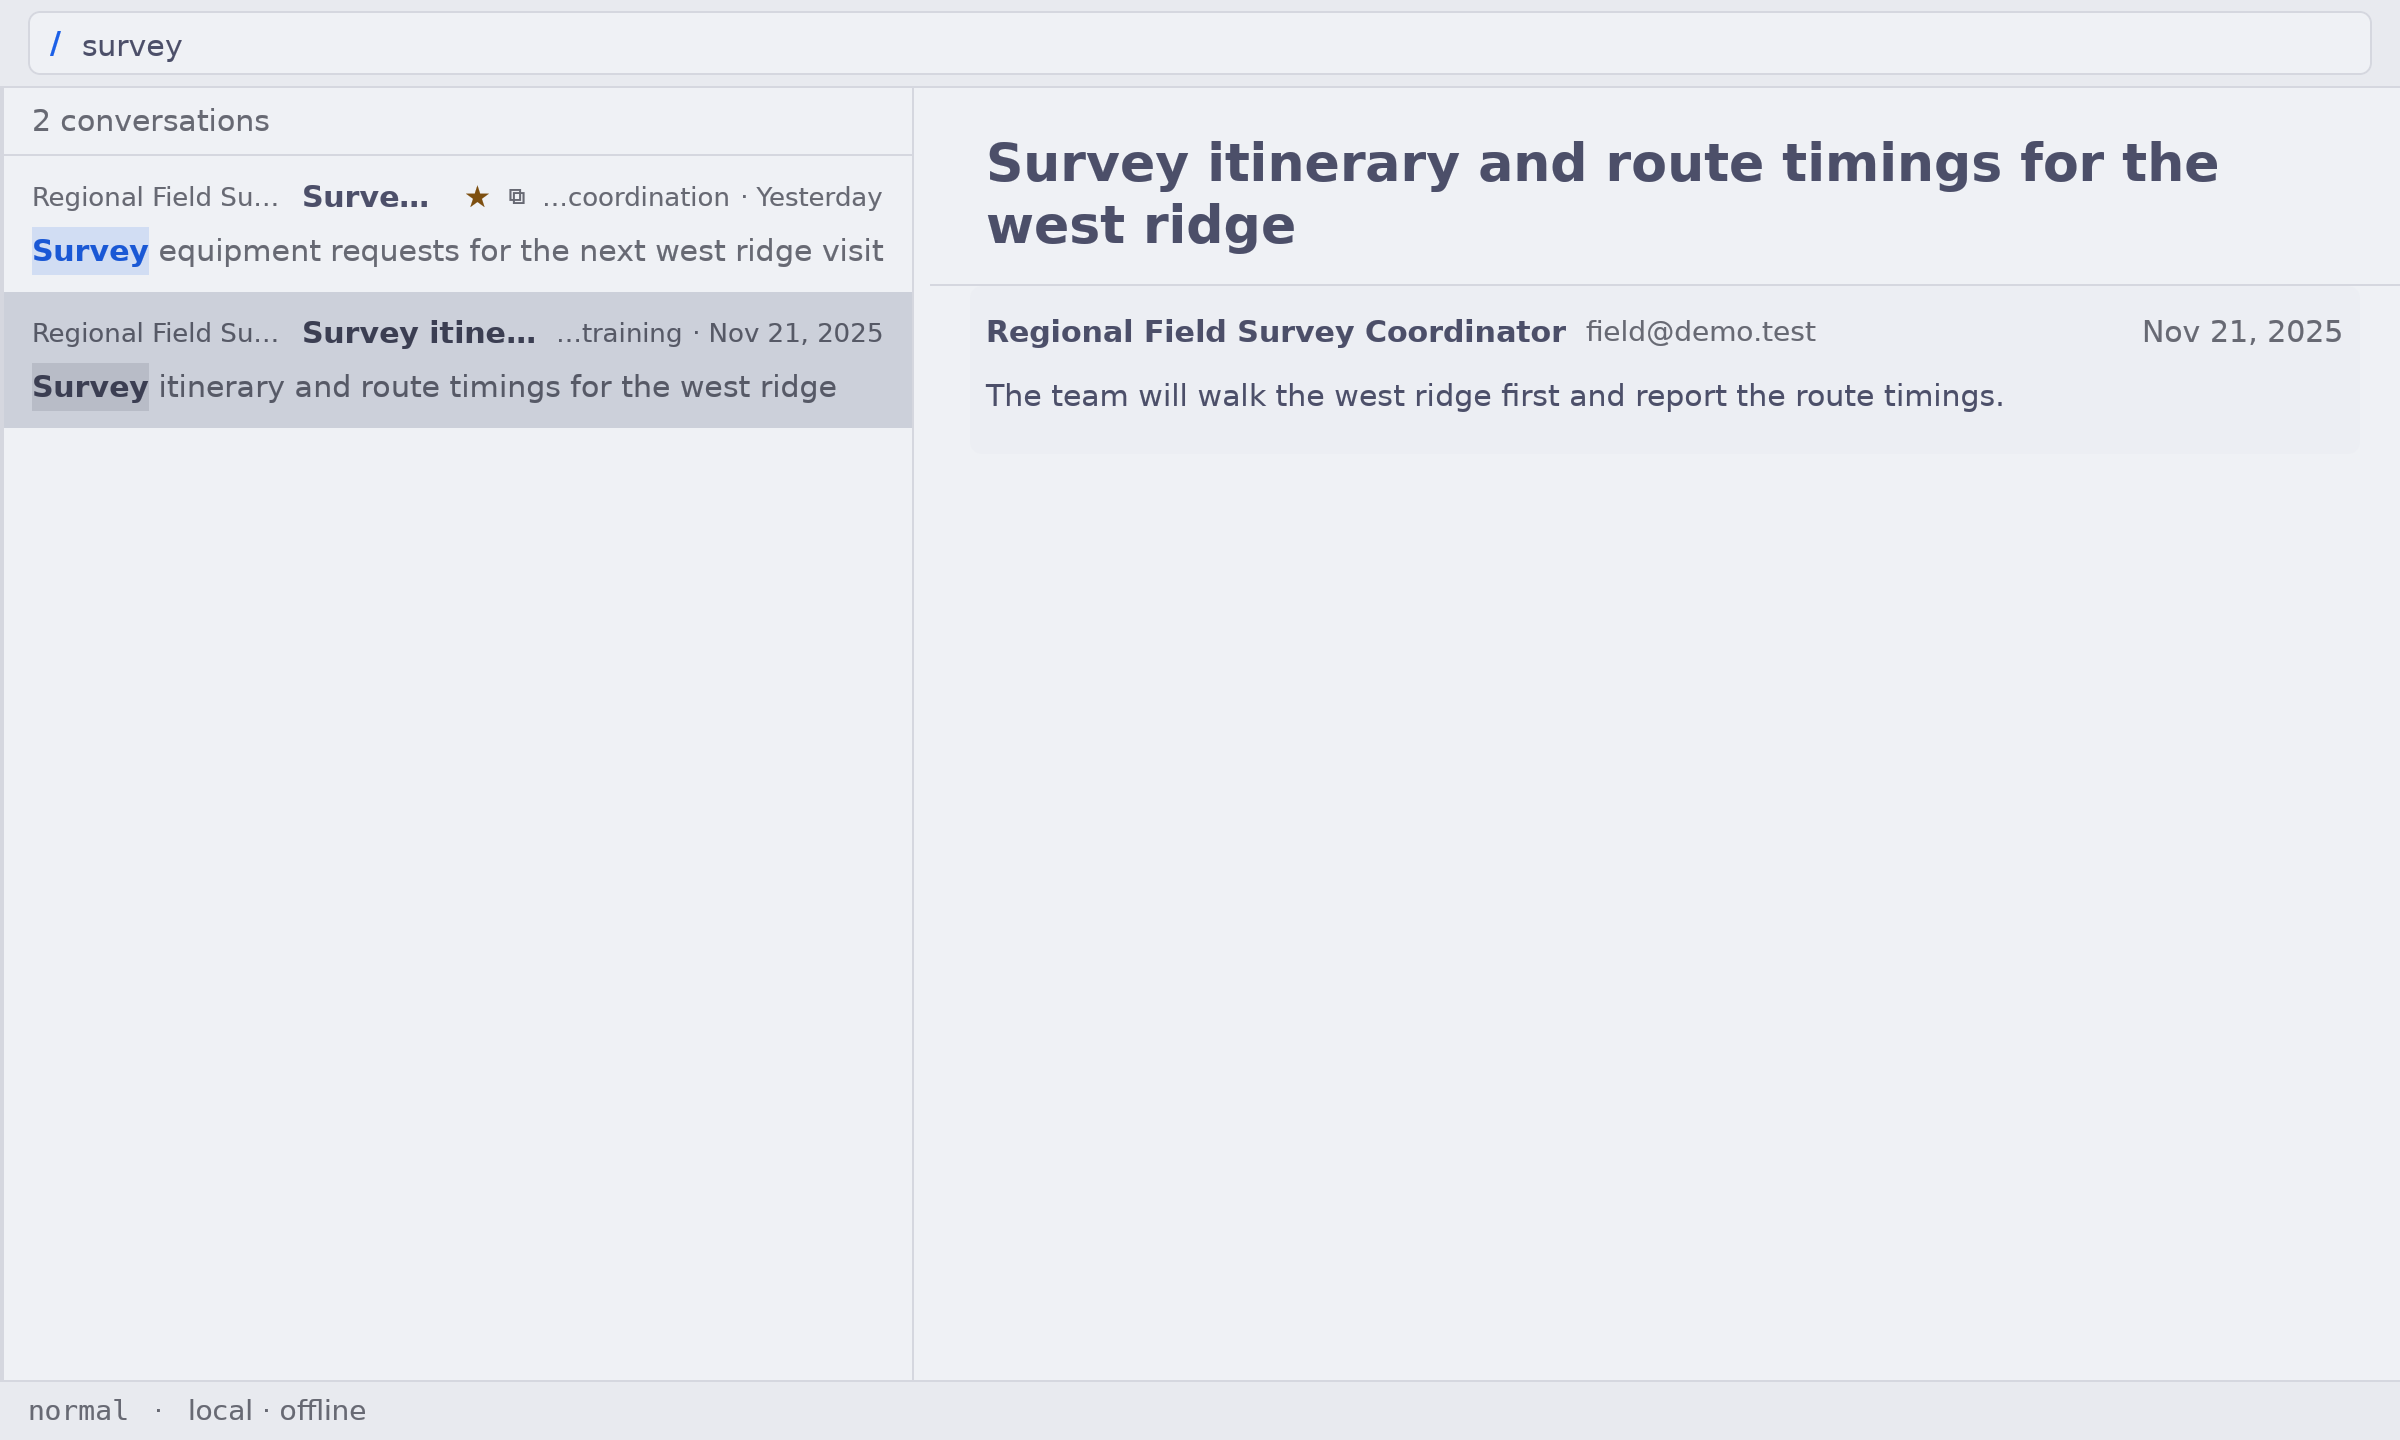 / survey
2 conversations
Regional Field Su… Surve… ★ ⧉ …coordination · Yesterday
Survey equipment requests for the next west ridge visit
Regional Field Su… Survey itine… …training · Nov 21, 2025
Survey itinerary and route timings for the west ridge
Survey itinerary and route timings for the
west ridge
Regional Field Survey Coordinator field@demo.test Nov 21, 2025
The team will walk the west ridge first and report the route timings.
normal · local · offline